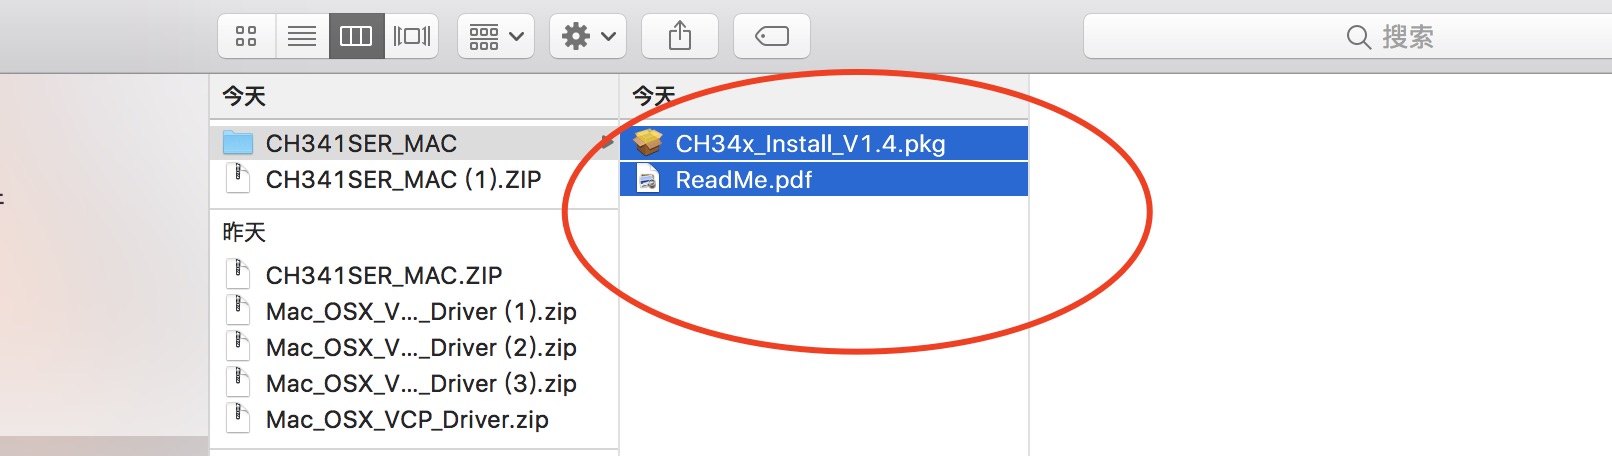 搜索
今天
CH341SER_MAC
CH341SER_MAC (1).ZIP
昨天
CH341SER_MAC.ZIP
Mac_OSX_V..._Driver (1).zip
Mac_OSX_V..._Driver (2).zip
Mac_OSX_V..._Driver (3).zip
Mac_OSX_VCP_Driver.zip
今天
CH34x_Install_V1.4.pkg
ReadMe.pdf